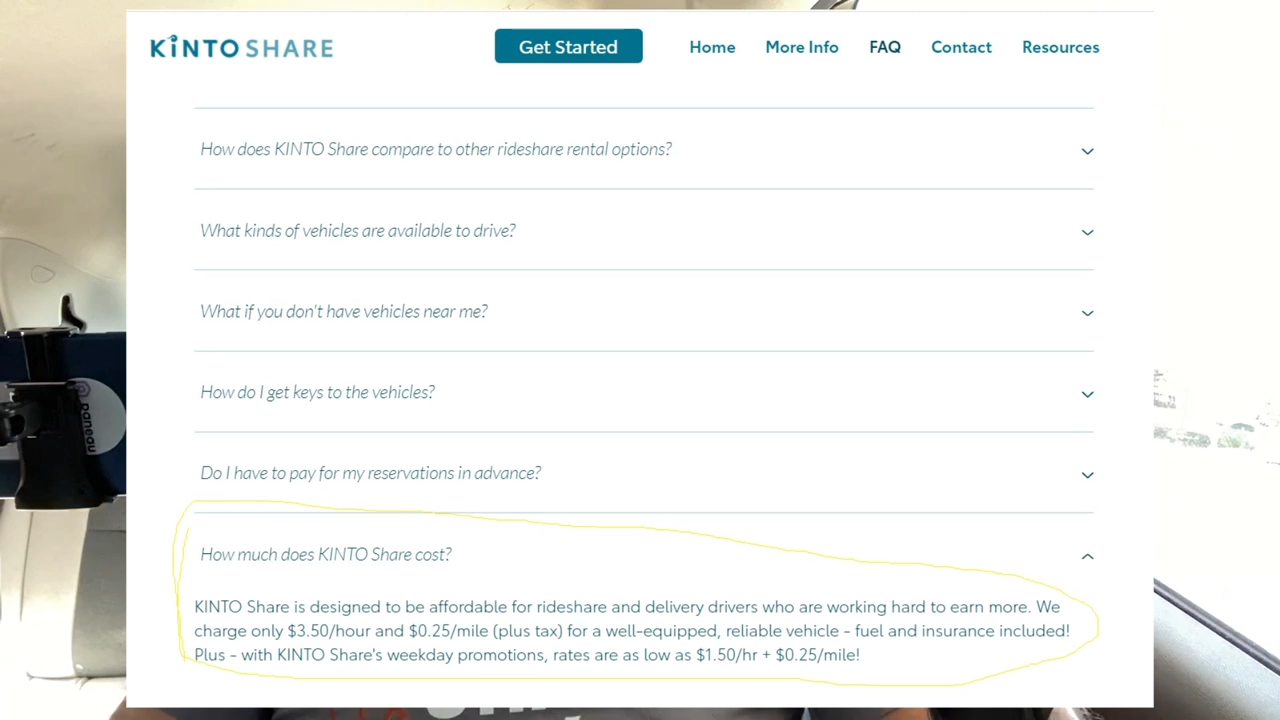 KINTO SHARE
Get Started
Home
More Info
FAQ
Contact
Resources
How does KINTO Share compare to other rideshare rental options?
What kinds of vehicles are available to drive?
What if you don't have vehicles near me?
How do I get keys to the vehicles?
Do I have to pay for my reservations in advance?
How much does KINTO Share cost?
KINTO Share is designed to be affordable for rideshare and delivery drivers who are working hard to earn more. We
charge only $3.50/hour and $0.25/mile (plus tax) for a well-equipped, reliable vehicle - fuel and insurance included!
Plus - with KINTO Share's weekday promotions, rates are as low as $1.50/hr + $0.25/mile!
paneau